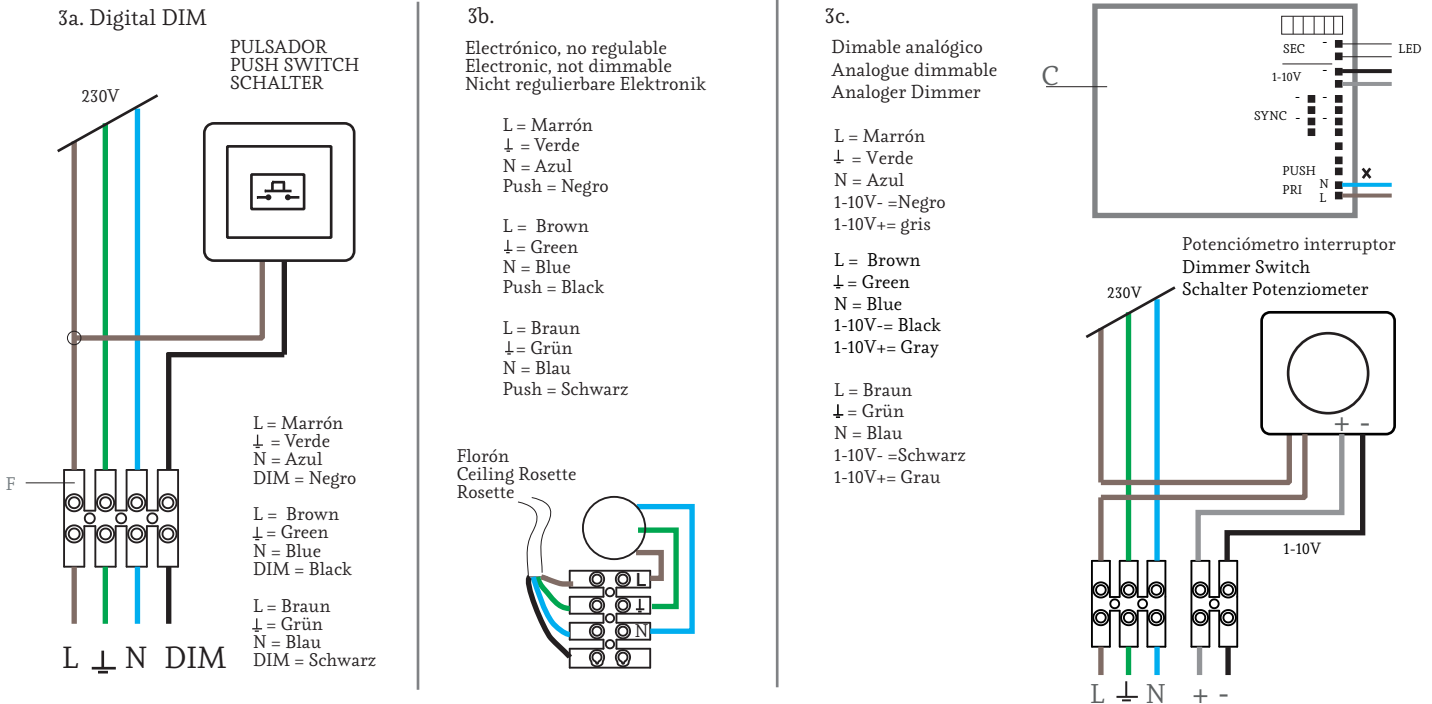 3a. Digital DIM
PULSADOR
PUSH SWITCH
SCHALTER
230V
F
L = Marrón
⏚ = Verde
N = Azul
DIM = Negro
L = Brown
⏚ = Green
N = Blue
DIM = Black
L = Braun
⏚ = Grün
N = Blau
DIM = Schwarz
L ⏚ N DIM
3b.
Electrónico, no regulable
Electronic, not dimmable
Nicht regulierbare Elektronik
L = Marrón
⏚ = Verde
N = Azul
Push = Negro
L = Brown
⏚= Green
N = Blue
Push = Black
L = Braun
⏚= Grün
N = Blau
Push = Schwarz
Florón
Ceiling Rosette
Rosette
L
⏚
N
3c.
Dimable analógico
Analogue dimmable
Analoger Dimmer
L = Marrón
⏚ = Verde
N = Azul
1-10V- =Negro
1-10V+= gris
L = Brown
⏚= Green
N = Blue
1-10V-= Black
1-10V+= Gray
L = Braun
⏚ = Grün
N = Blau
1-10V- =Schwarz
1-10V+= Grau
C
SEC - LED
1-10V -
SYNC - -
PUSH x
PRI N
L
Potenciómetro interruptor
Dimmer Switch
Schalter Potenziometer
230V
+ -
1-10V
L ⏚ N + -